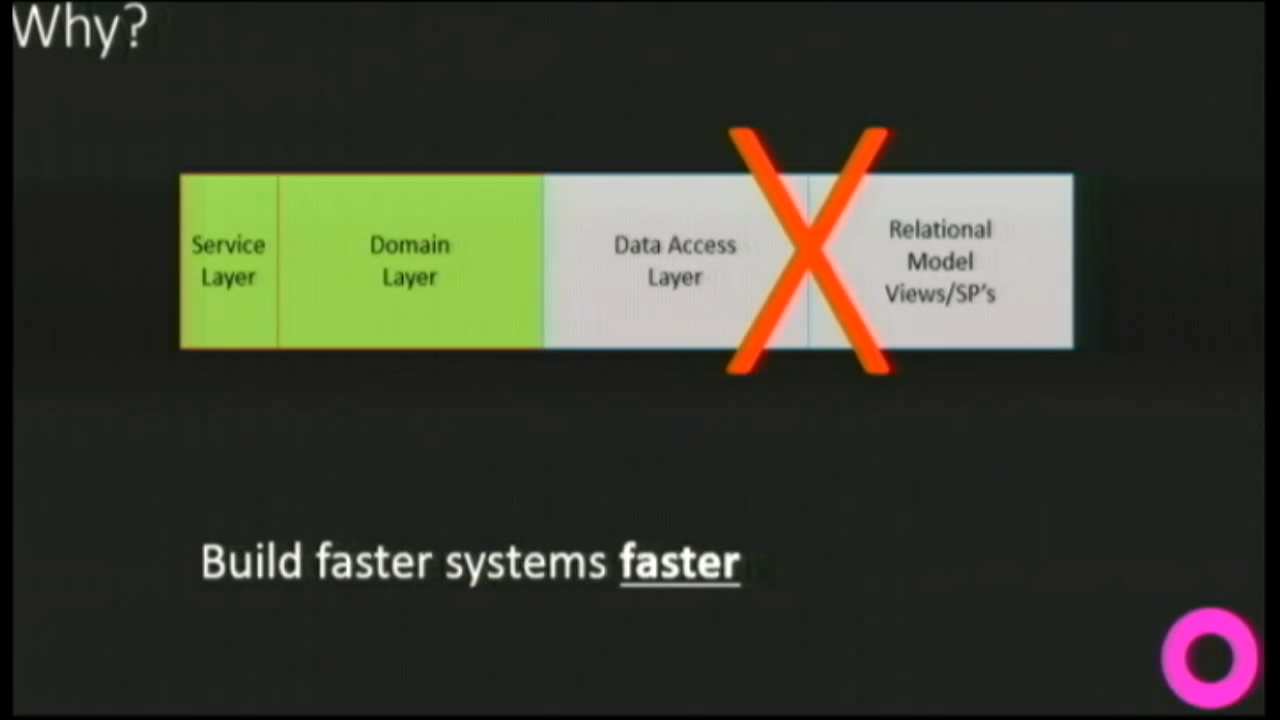 Why?
Service
Layer
Domain
Layer
Data Access
Layer
Relational
Model
Views/SP's
Build faster systems faster